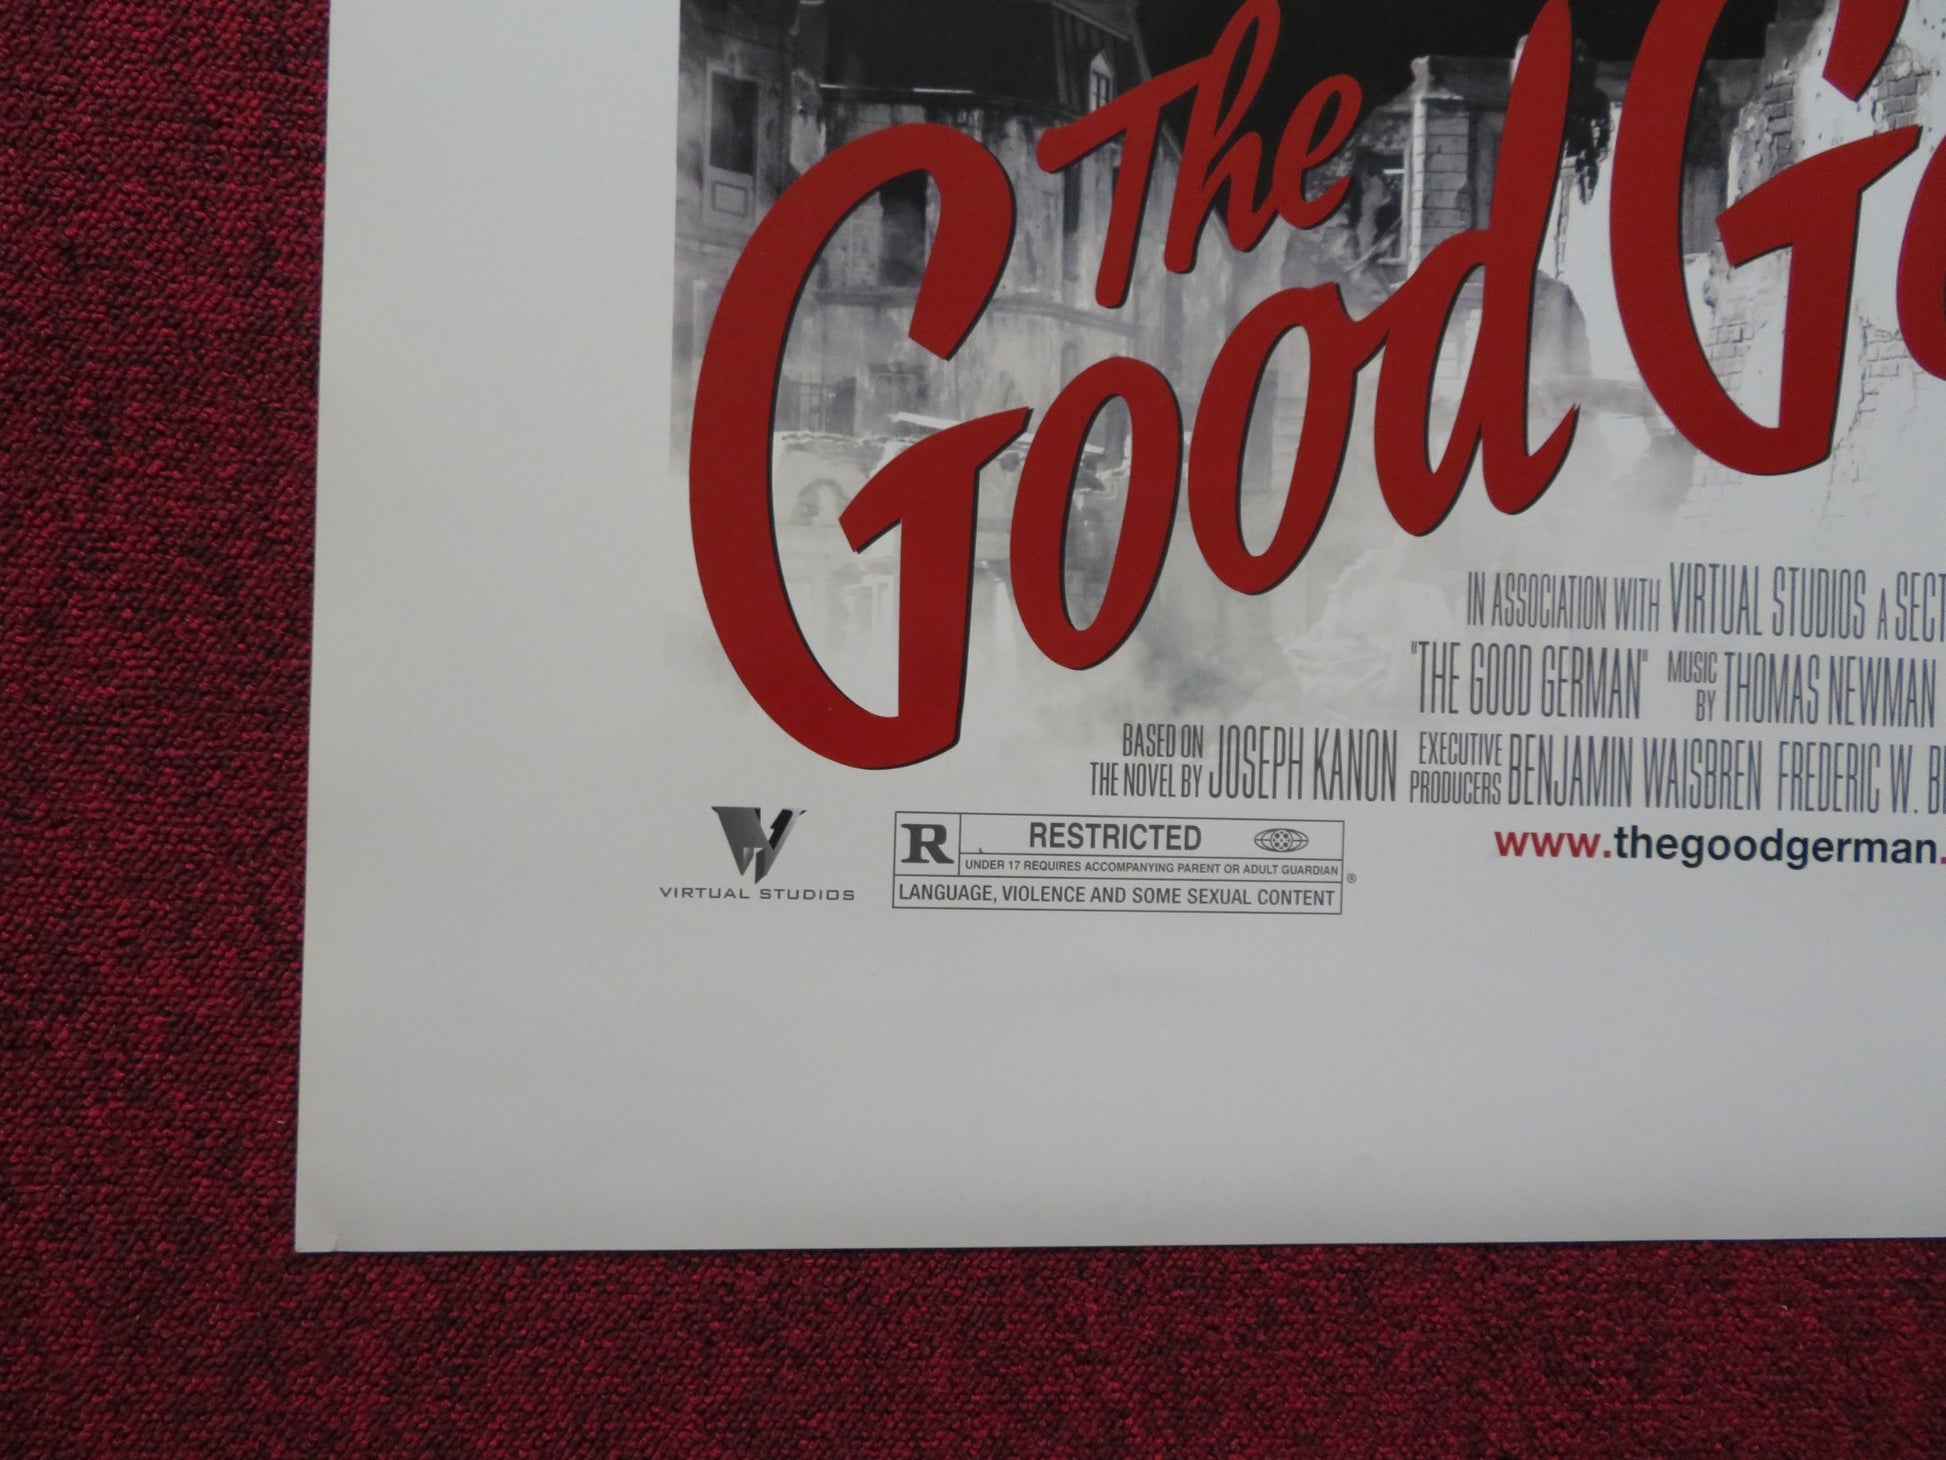 The
Good G
IN ASSOCIATION WITH VIRTUAL STUDIOS A SECT
"THE GOOD GERMAN" MUSIC BY THOMAS NEWMAN
BASED ON THE NOVEL BY JOSEPH KANON EXECUTIVE PRODUCERS BENJAMIN WAISBREN FREDERIC W. B
www.thegoodgerman.
VIRTUAL STUDIOS
R RESTRICTED
UNDER 17 REQUIRES ACCOMPANYING PARENT OR ADULT GUARDIAN ®
LANGUAGE, VIOLENCE AND SOME SEXUAL CONTENT